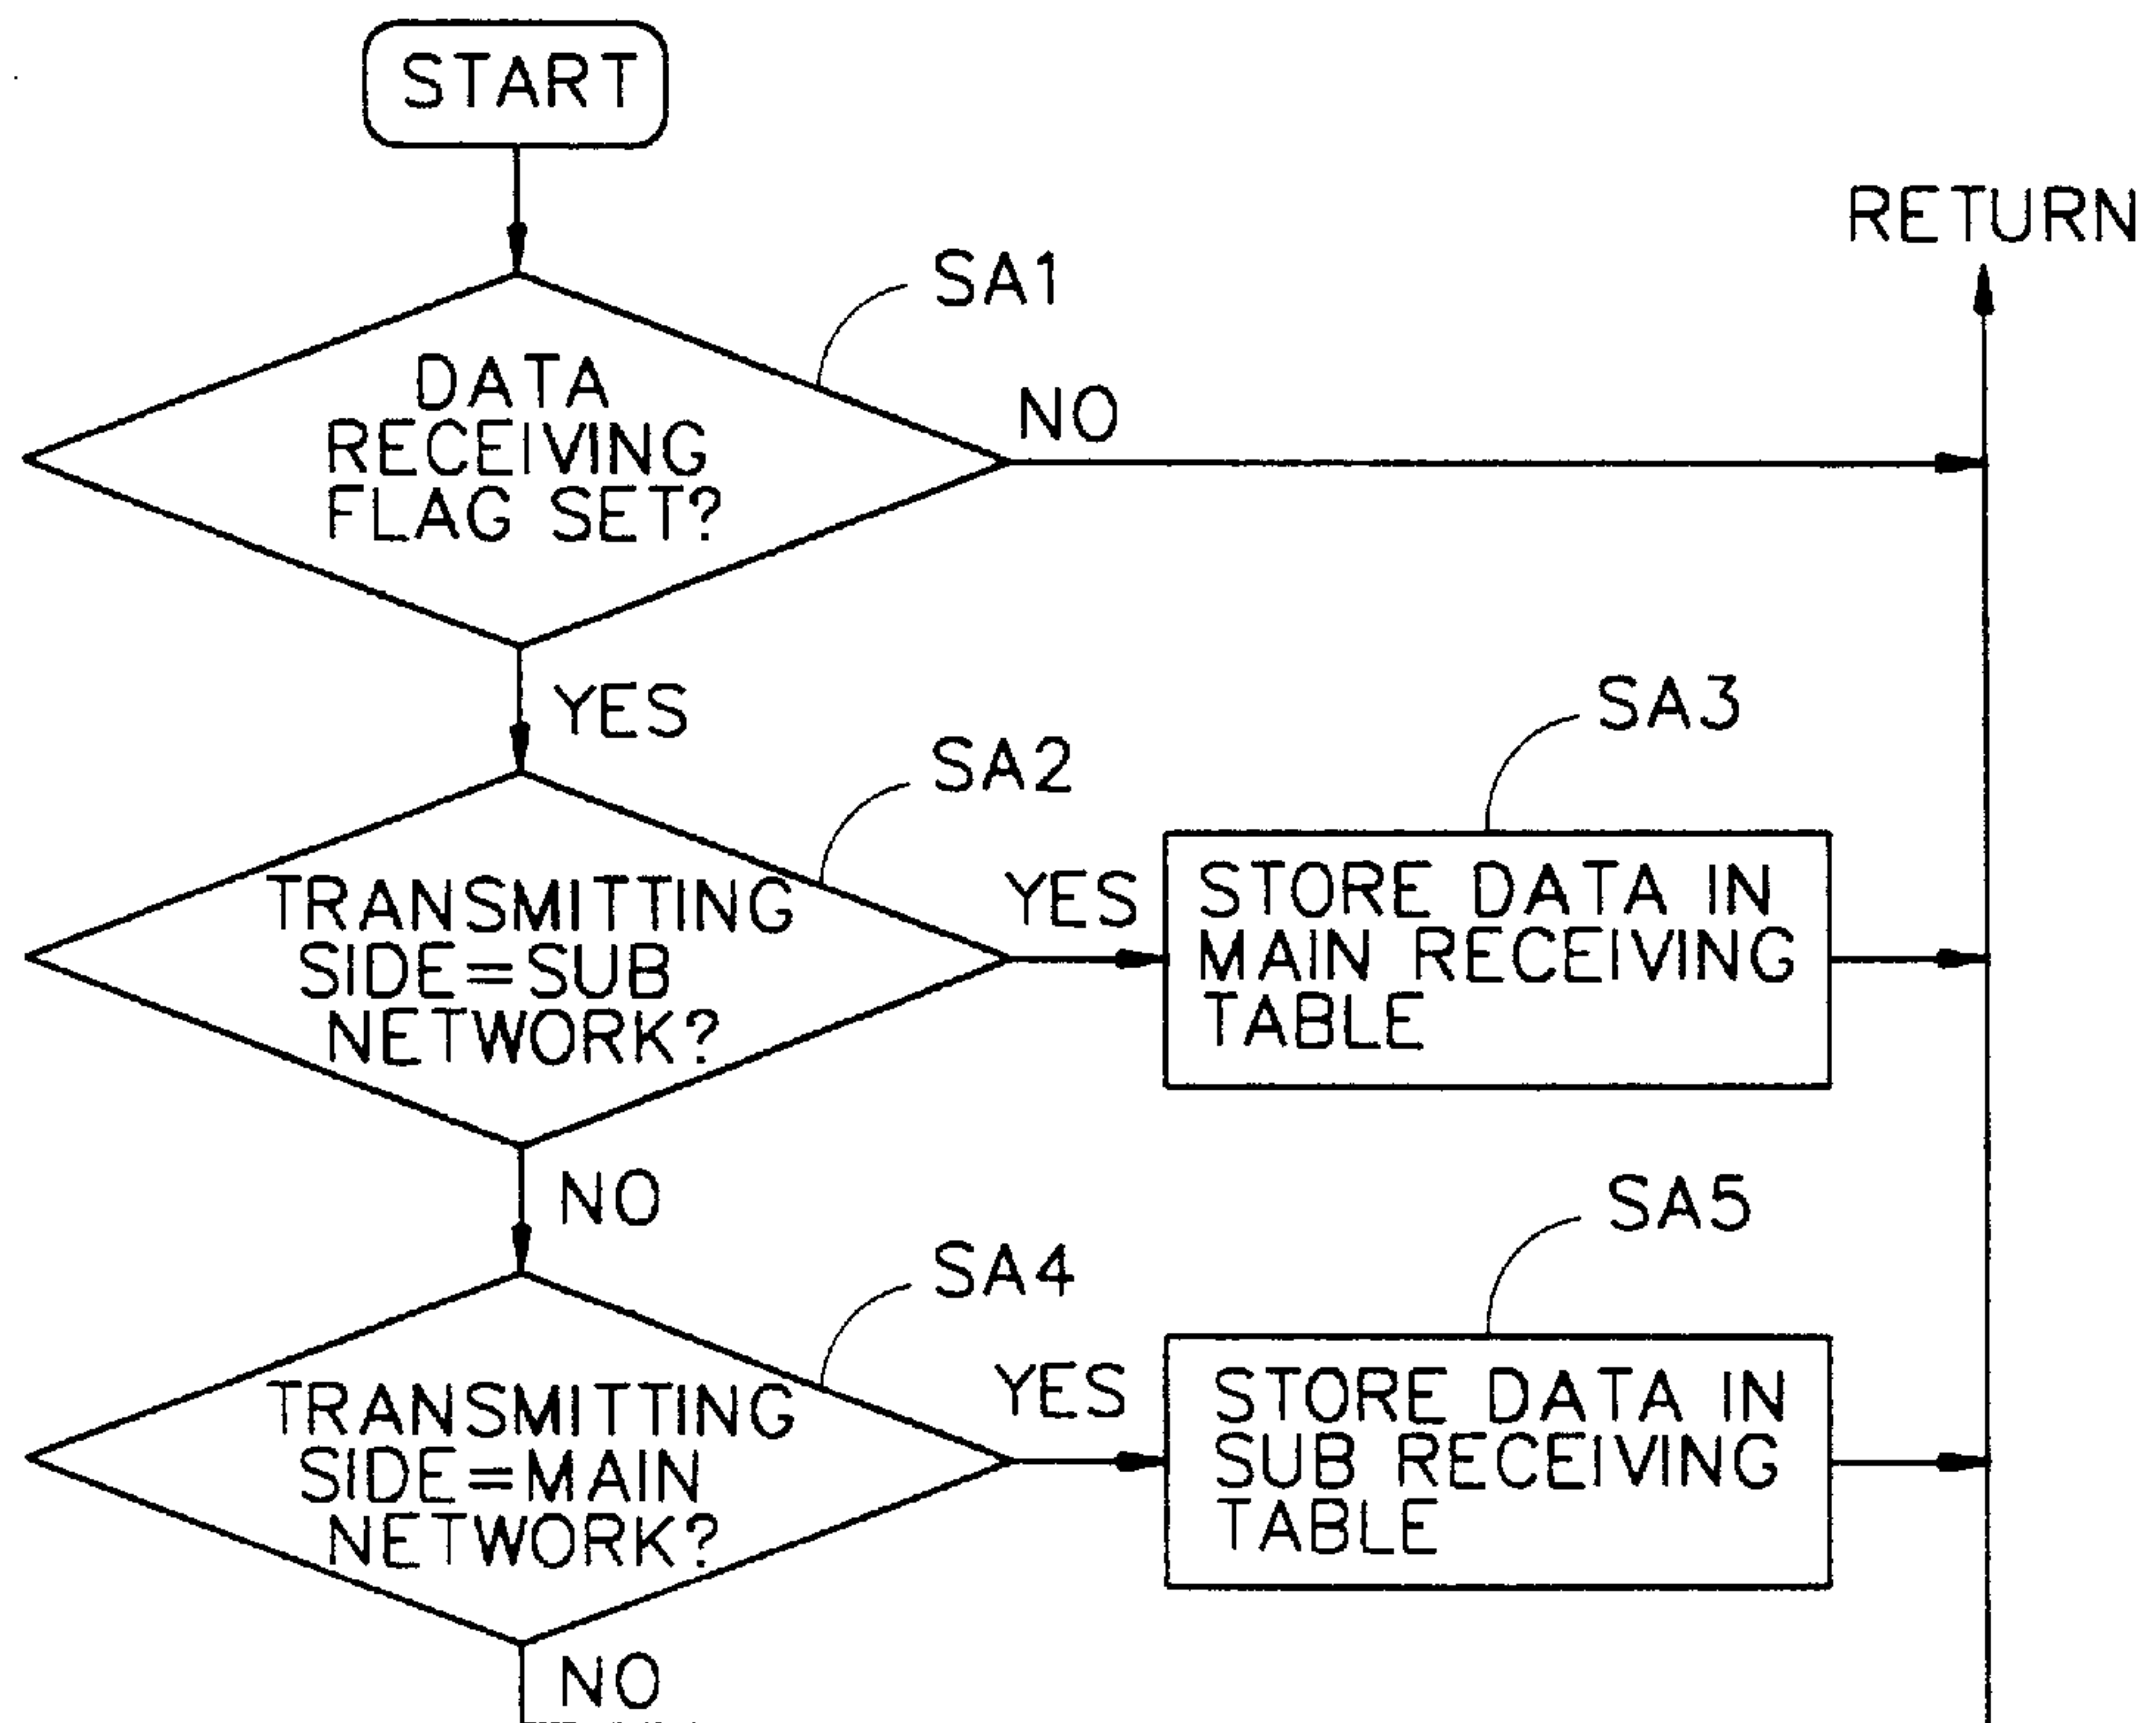 START
RETURN
SA1
DATA
RECEIVING
FLAG SET?
NO
YES
SA2
SA3
TRANSMITTING
SIDE=SUB
NETWORK?
YES
STORE DATA IN
MAIN RECEIVING
TABLE
NO
SA4
SA5
TRANSMITTING
SIDE=MAIN
NETWORK?
YES
STORE DATA IN
SUB RECEIVING
TABLE
NO